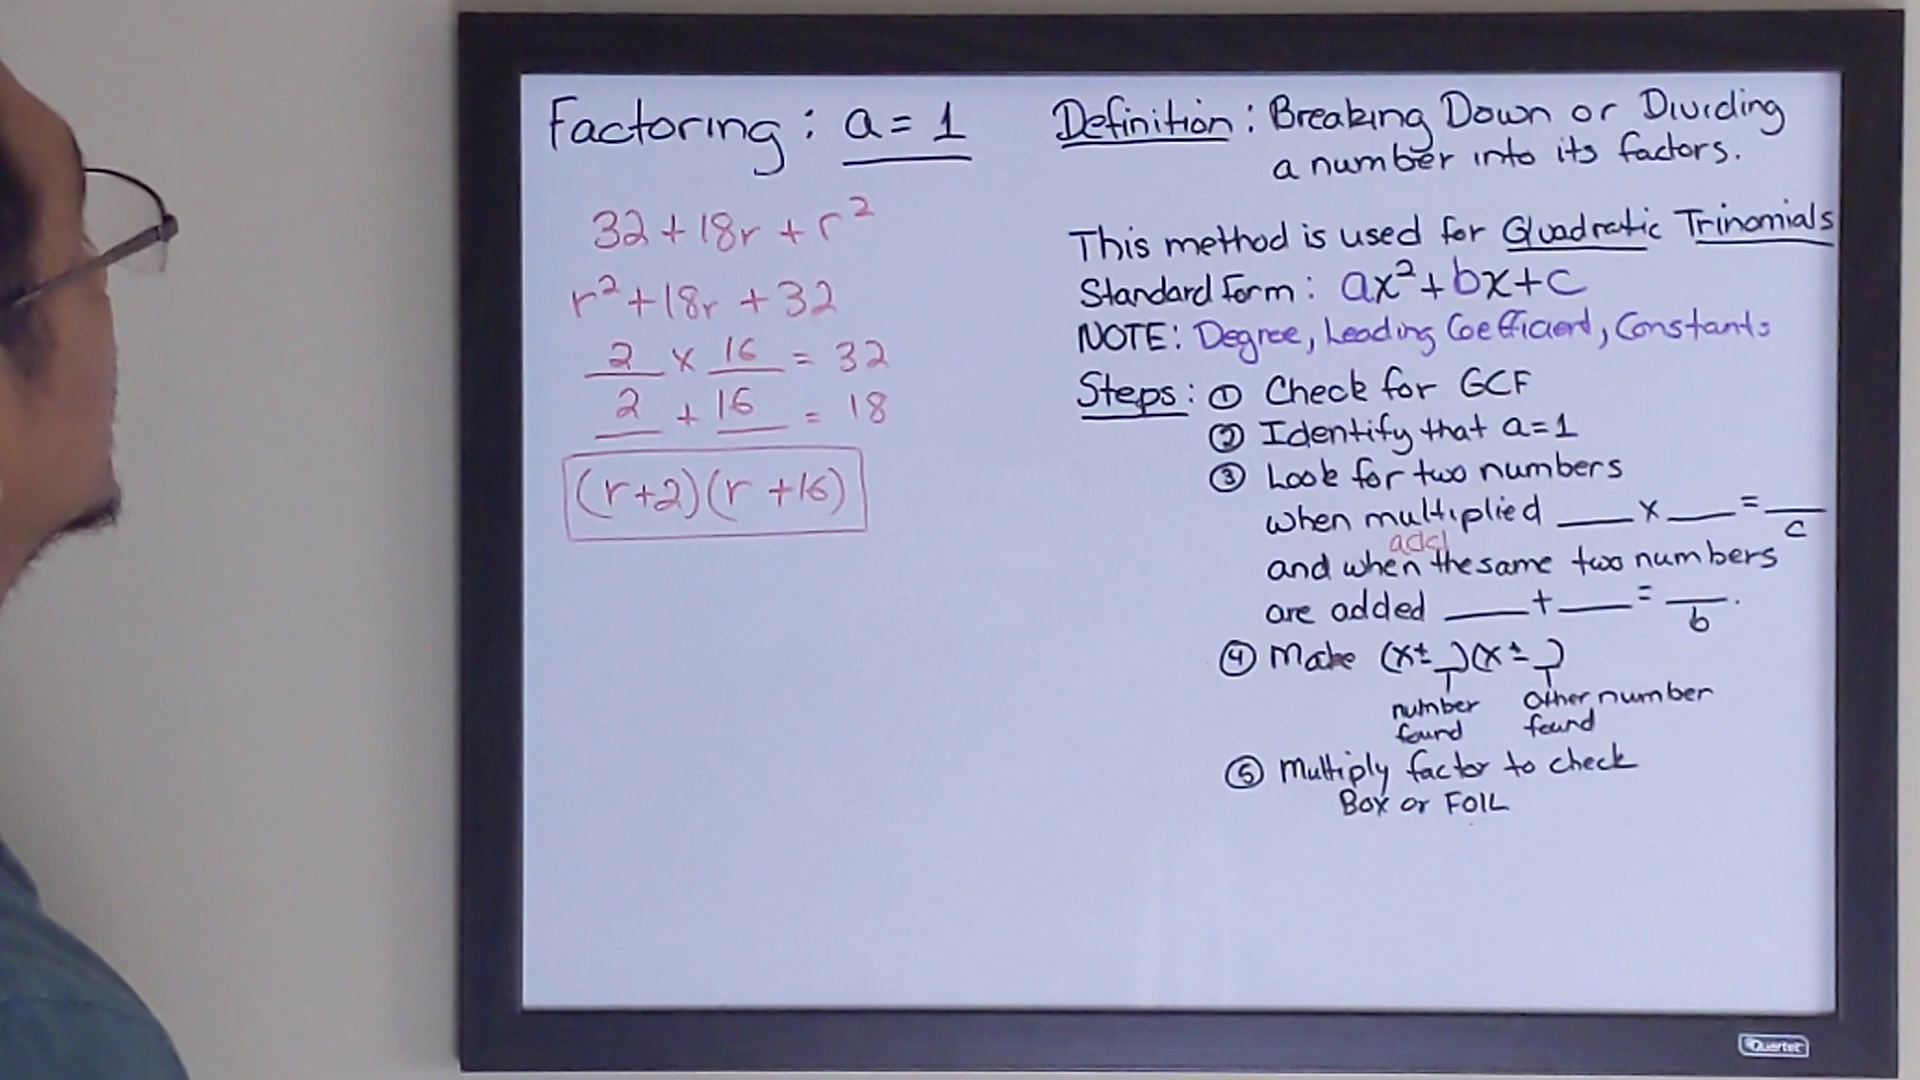 Factoring: a = 1
32 + 18r + r²
r² + 18r + 32
2 x 16 = 32
2 + 16 = 18
(r+2)(r+16)
Definition: Breaking Down or Dividing
a number into its factors.
This method is used for Quadratic Trinomials
Standard Form: ax²+bx+c
NOTE: Degree, Leading Coefficient, Constants
Steps: ① Check for GCF
② Identify that a=1
③ Look for two numbers
when multiplied ___ x ___ = ___
c
add
and when the same two numbers
are added ___ + ___ = ___.
b
④ Make (x±_)(x±_)
number other number
found found
⑤ Multiply factor to check
Box or FOIL
Quartet